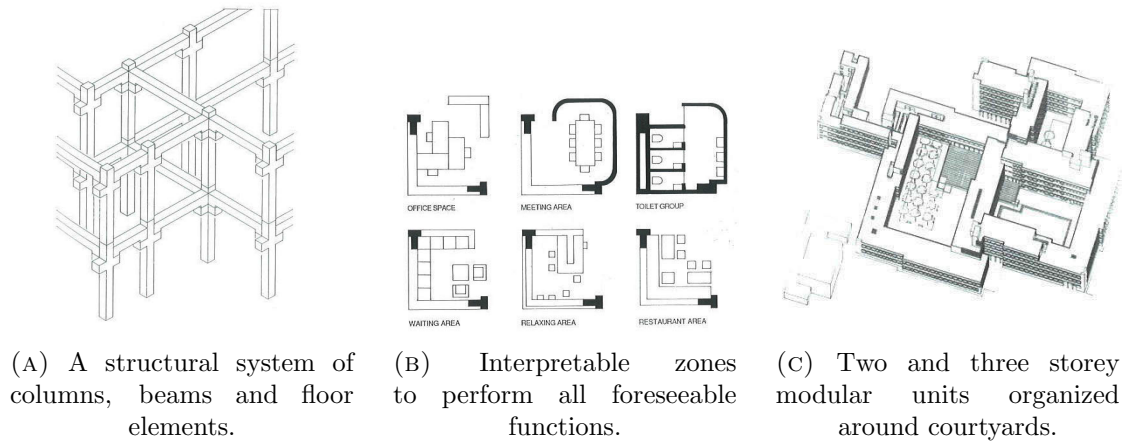 OFFICE SPACE
MEETING AREA
TOILET GROUP
WAITING AREA
RELAXING AREA
RESTAURANT AREA
(A) A structural system of
columns, beams and floor
elements.
(B) Interpretable zones
to perform all foreseeable
functions.
(C) Two and three storey
modular units organized
around courtyards.